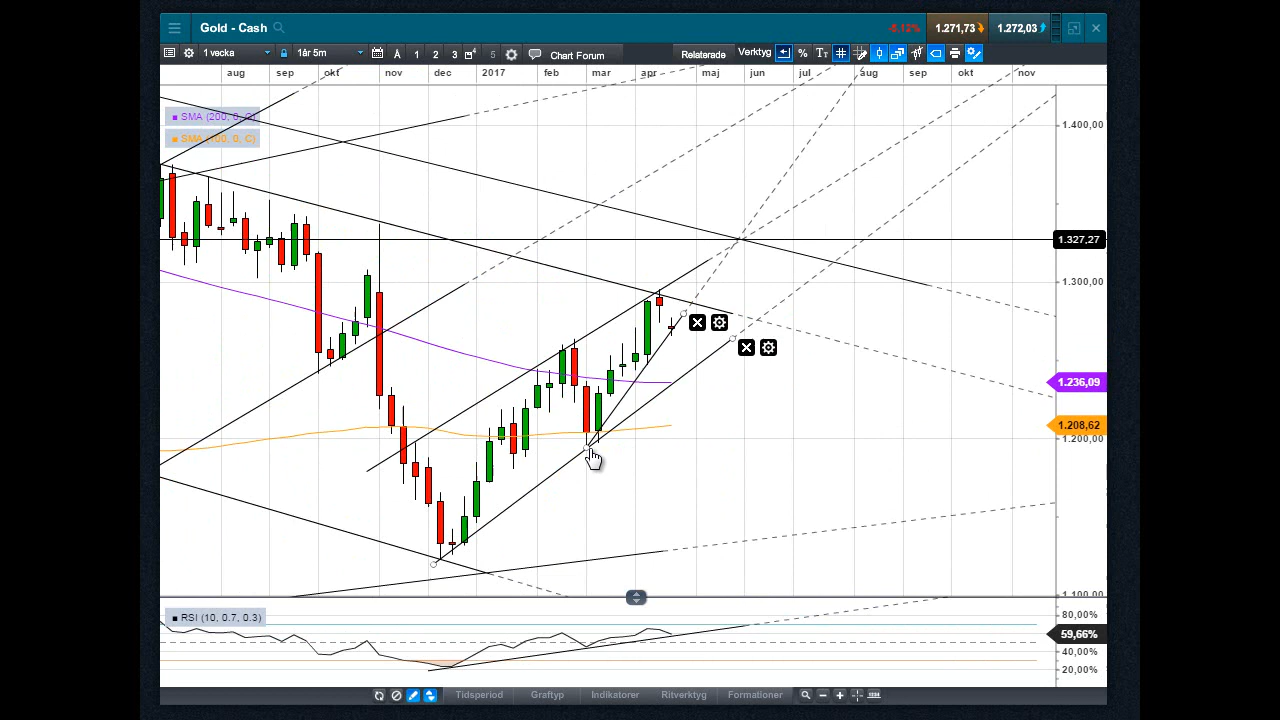 Gold - Cash
-0,12% 1.271,73 1.272,03
1 vecka 1år 5m A 1 2 3 4 5 Chart Forum Relaterade Verktyg % TT
aug sep okt nov dec 2017 feb mar apr maj jun jul aug sep okt nov
SMA (200, 0, C)
SMA (100, 0, C)
1.400,00
1.327,27
1.300,00
1.236,09
1.208,62
1.200,00
1.100,00
RSI (10, 0.7, 0.3)
80,00%
59,66%
40,00%
20,00%
Tidsperiod Graftyp Indikatorer Ritverktyg Formationer